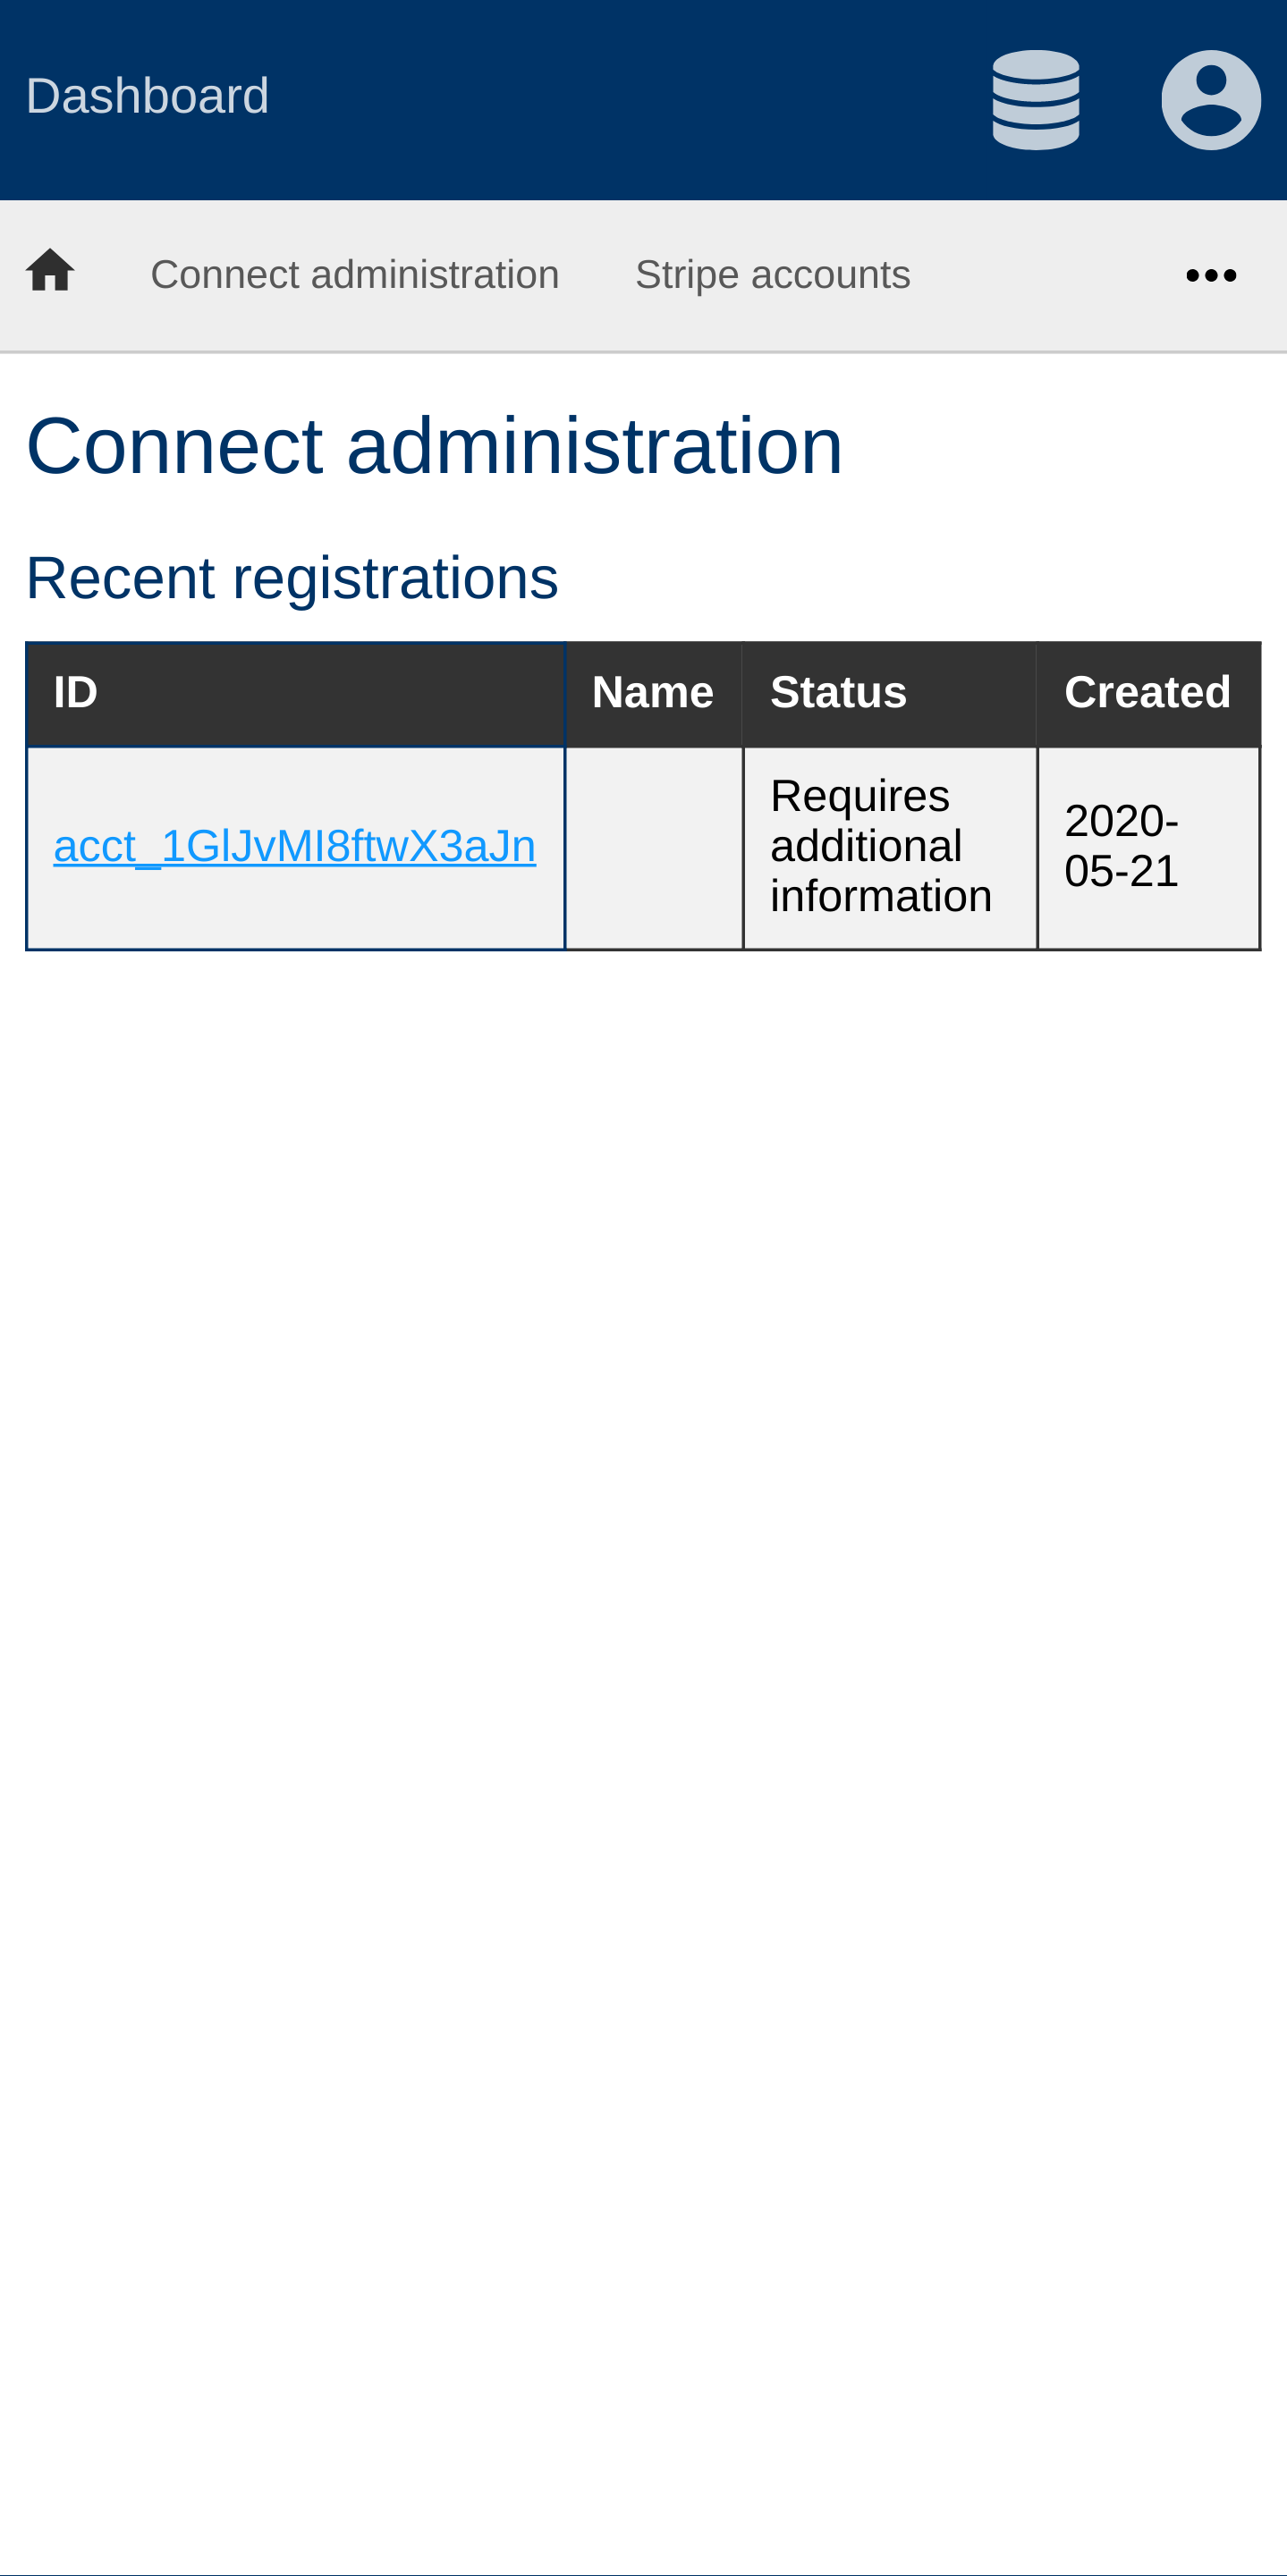 Dashboard
Connect administration Stripe accounts
Connect administration
Recent registrations
ID Name Status Created
acct_1GlJvMI8ftwX3aJn
Requires
additional
information
2020-
05-21